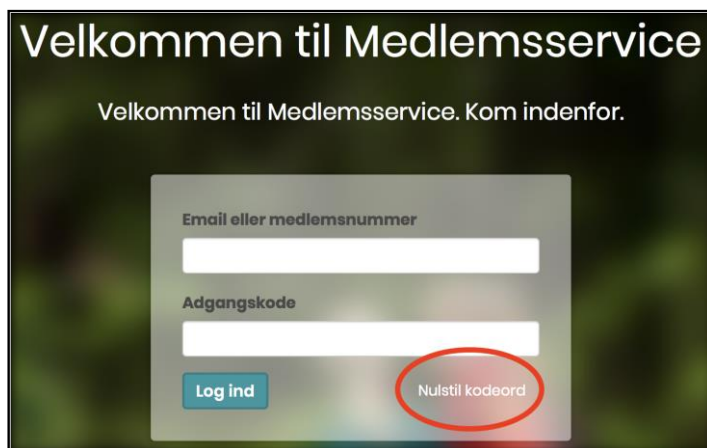 Velkommen til Medlemsservice
Velkommen til Medlemsservice. Kom indenfor.
Email eller medlemsnummer
Adgangskode
Log ind
Nulstil kodeord